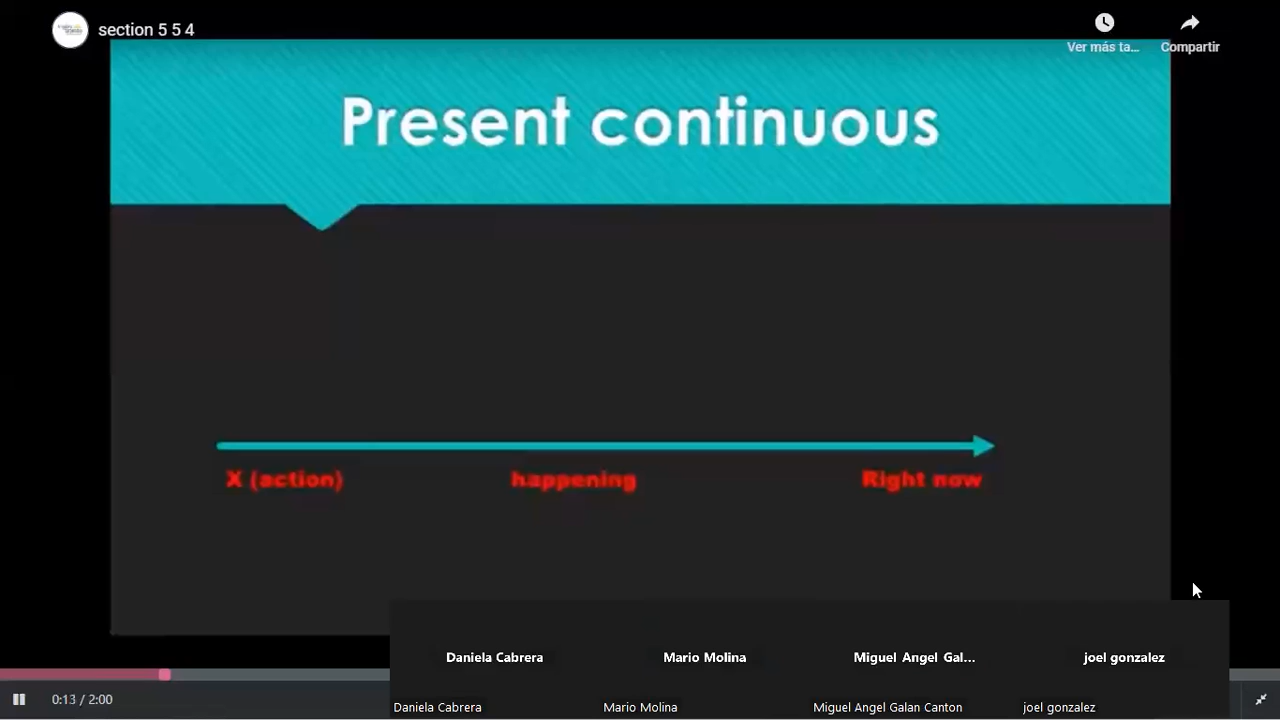 section 5 5 4
Ver más ta...
Compartir
Present continuous
X (action) happening Right now
Daniela Cabrera Mario Molina Miguel Angel Gal... joel gonzalez
0:13 / 2:00
Daniela Cabrera Mario Molina Miguel Angel Galan Canton joel gonzalez